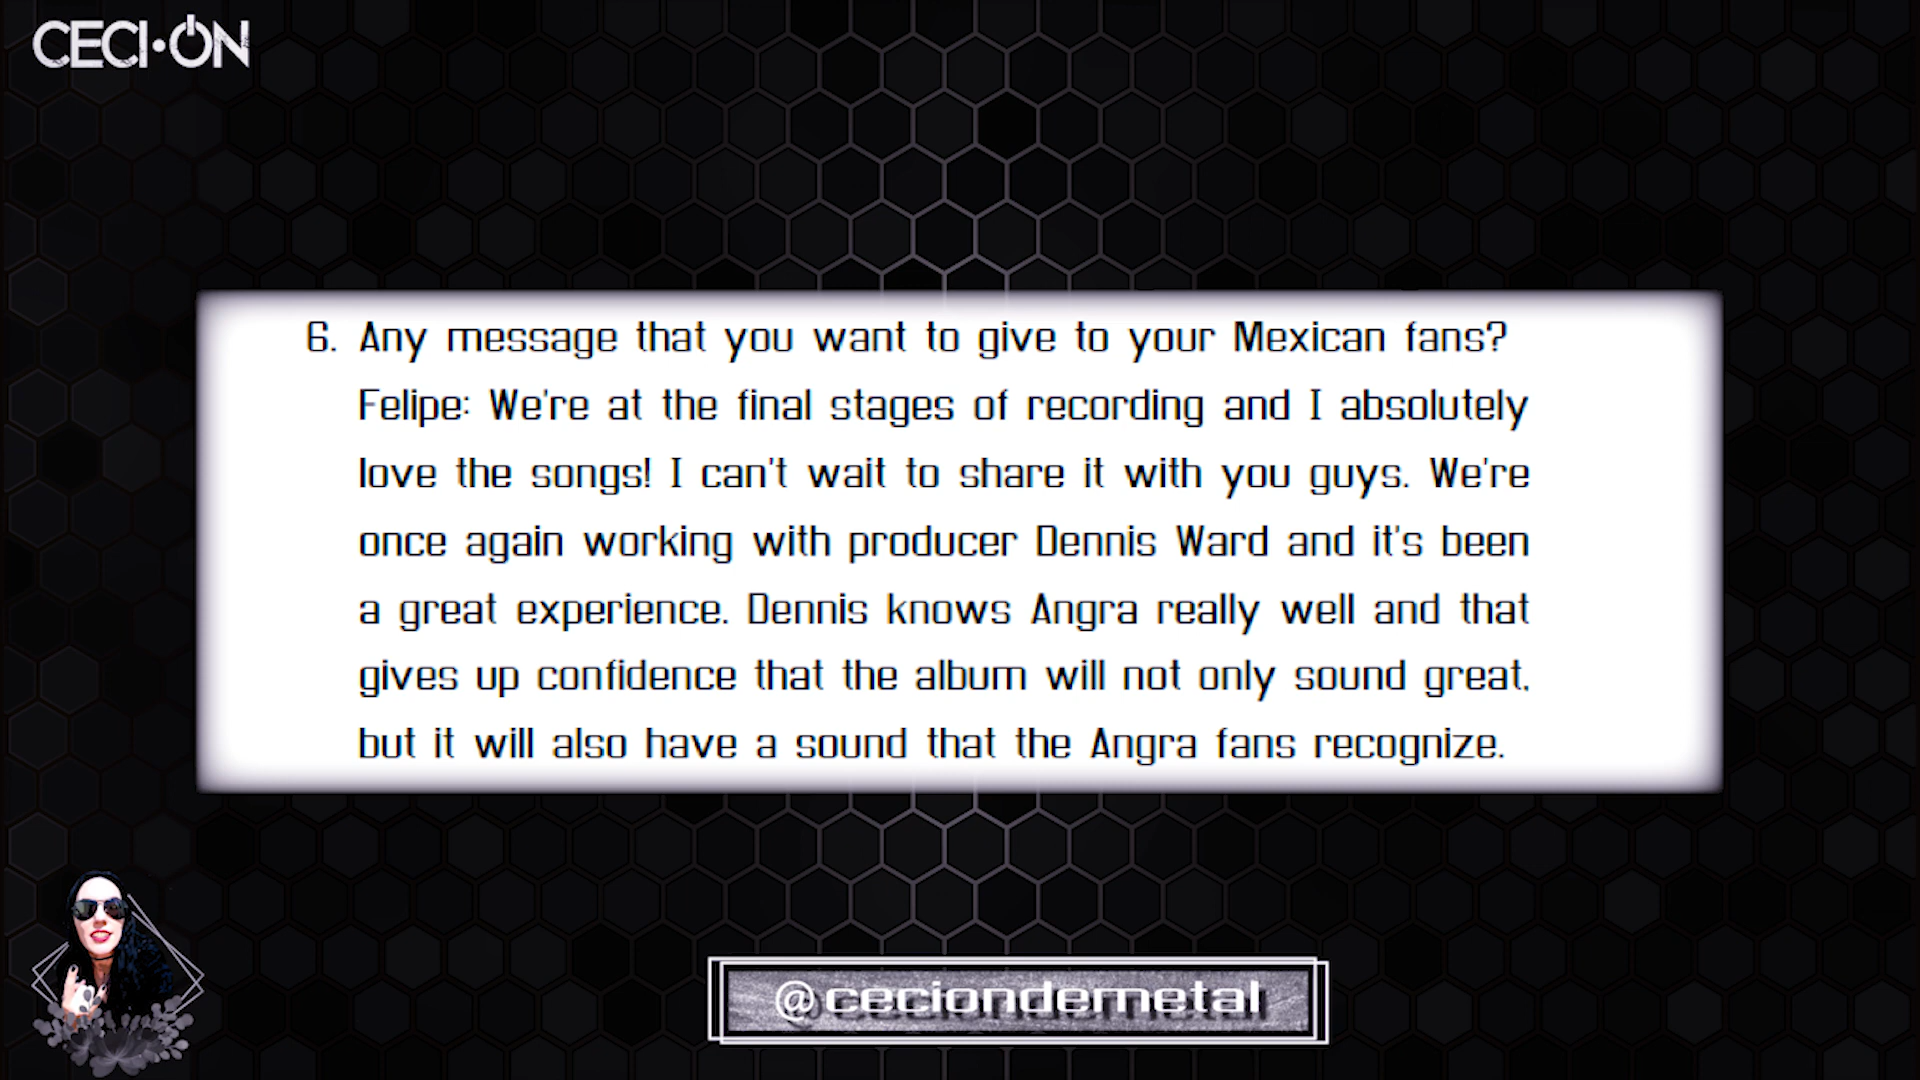 CECI·ON
6. Any message that you want to give to your Mexican fans?
Felipe: We're at the final stages of recording and I absolutely
love the songs! I can't wait to share it with you guys. We're
once again working with producer Dennis Ward and it's been
a great experience. Dennis knows Angra really well and that
gives up confidence that the album will not only sound great,
but it will also have a sound that the Angra fans recognize.
@ceciondemetal